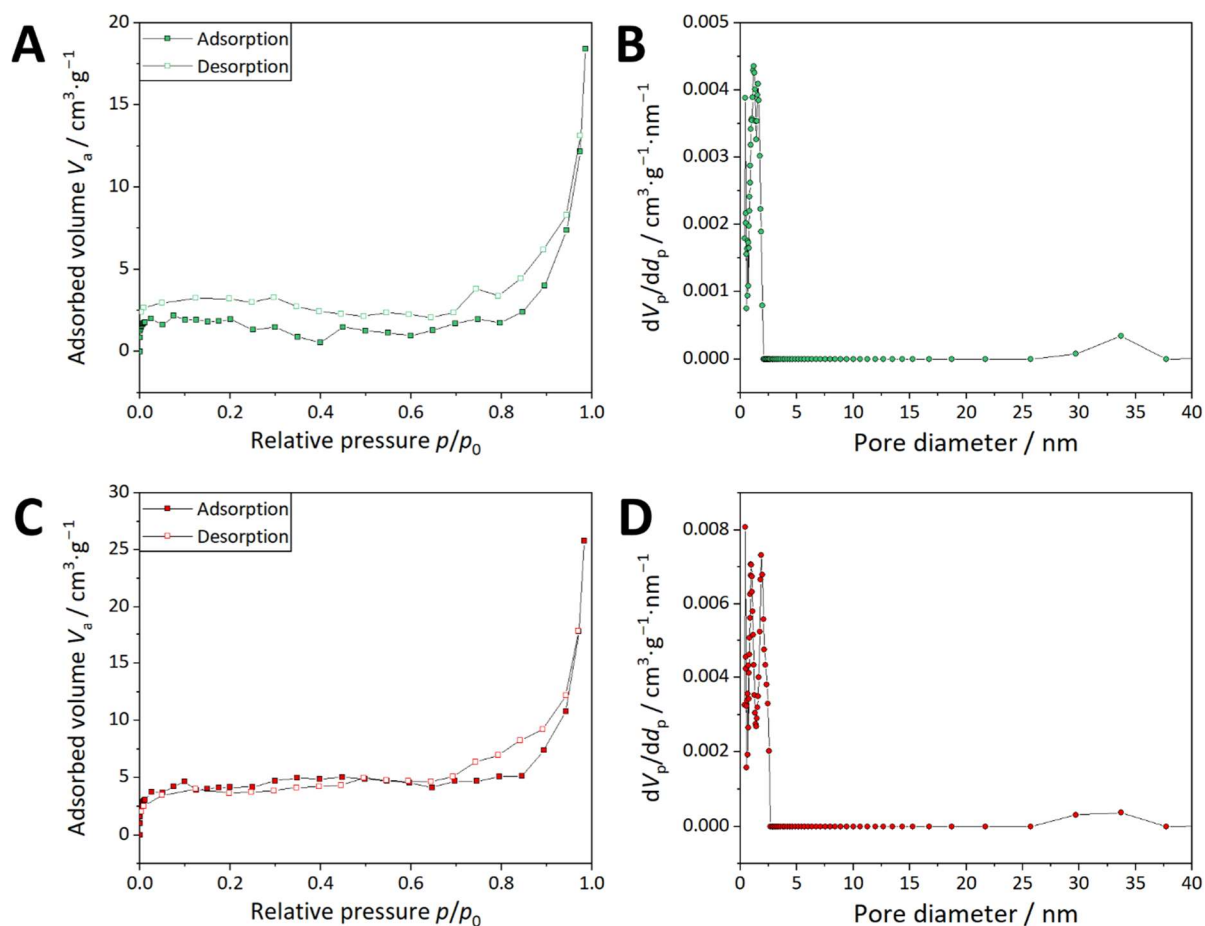 A
Adsorption
Desorption
Adsorbed volume Vₐ / cm³·g⁻¹
20
15
10
5
0
0.0 0.2 0.4 0.6 0.8 1.0
Relative pressure p/p₀
B
dVₚ/ddₚ / cm³·g⁻¹·nm⁻¹
0.005
0.004
0.003
0.002
0.001
0.000
0 5 10 15 20 25 30 35 40
Pore diameter / nm
C
Adsorption
Desorption
Adsorbed volume Vₐ / cm³·g⁻¹
30
25
20
15
10
5
0
0.0 0.2 0.4 0.6 0.8 1.0
Relative pressure p/p₀
D
dVₚ/ddₚ / cm³·g⁻¹·nm⁻¹
0.008
0.006
0.004
0.002
0.000
0 5 10 15 20 25 30 35 40
Pore diameter / nm